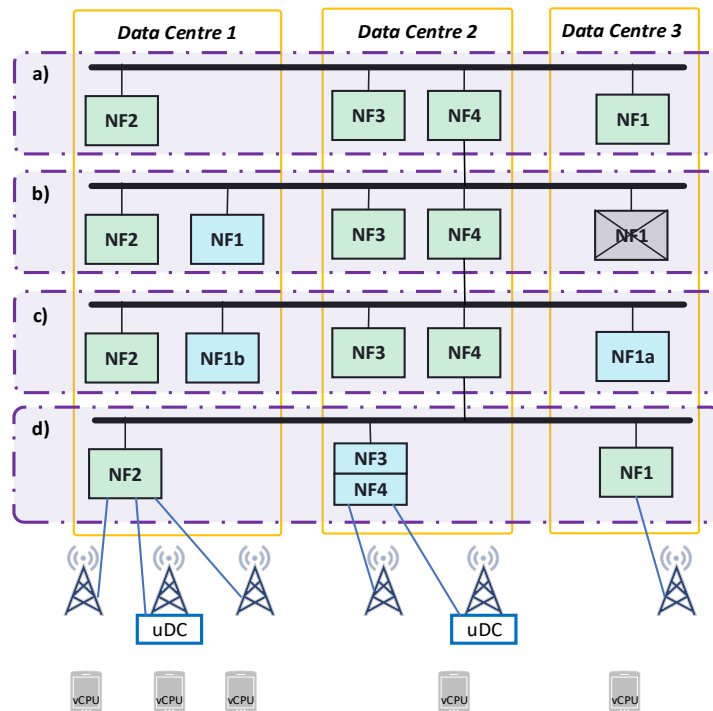 Data Centre 1 Data Centre 2 Data Centre 3
a)
NF2 NF3 NF4 NF1
b)
NF2 NF1 NF3 NF4 NF1
c)
NF2 NF1b NF3 NF4 NF1a
d)
NF3
NF2 NF1
NF4
uDC uDC
vCPU vCPU vCPU vCPU vCPU